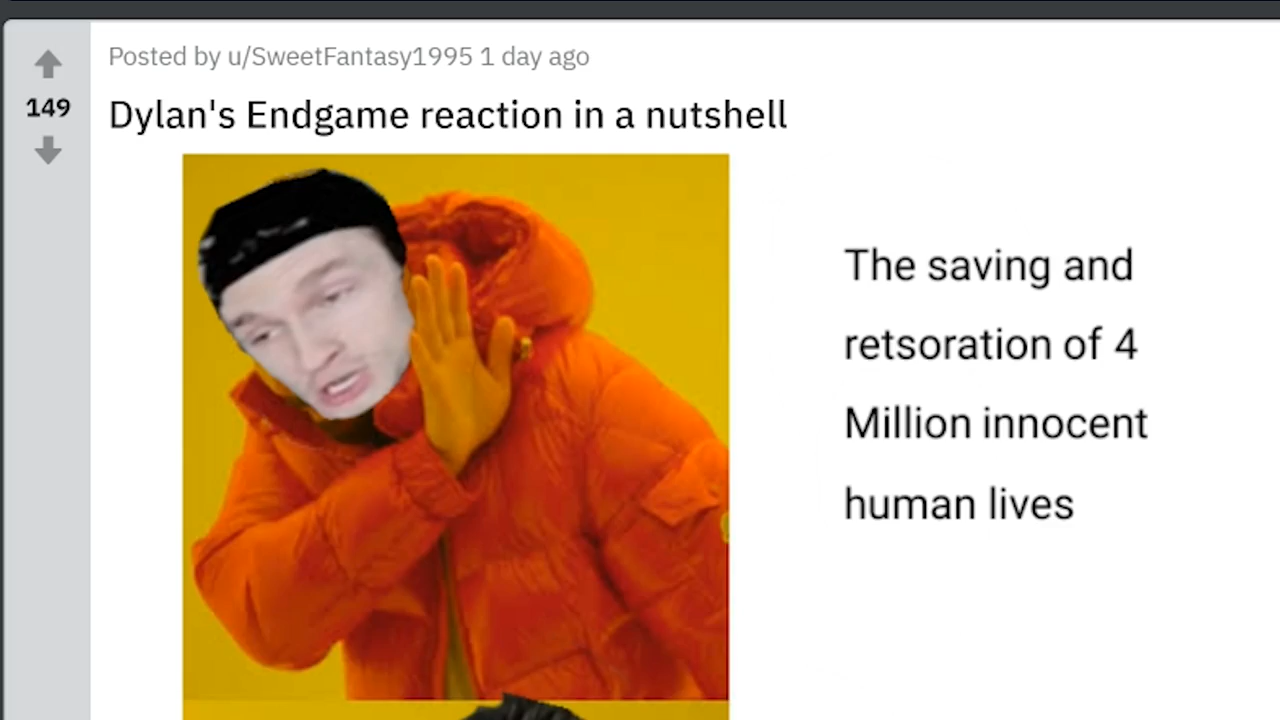 Posted by u/SweetFantasy1995 1 day ago
149
Dylan's Endgame reaction in a nutshell
The saving and
retsoration of 4
Million innocent
human lives